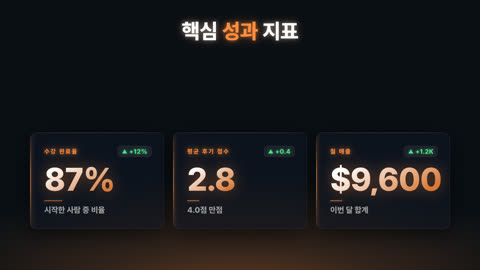 핵심 성과 지표
수강 완료율
▲ +12%
87%
시작한 사람 중 비율
평균 후기 점수
▲ +0.4
2.8
4.0점 만점
월 매출
▲ +1.2K
$9,600
이번 달 합계